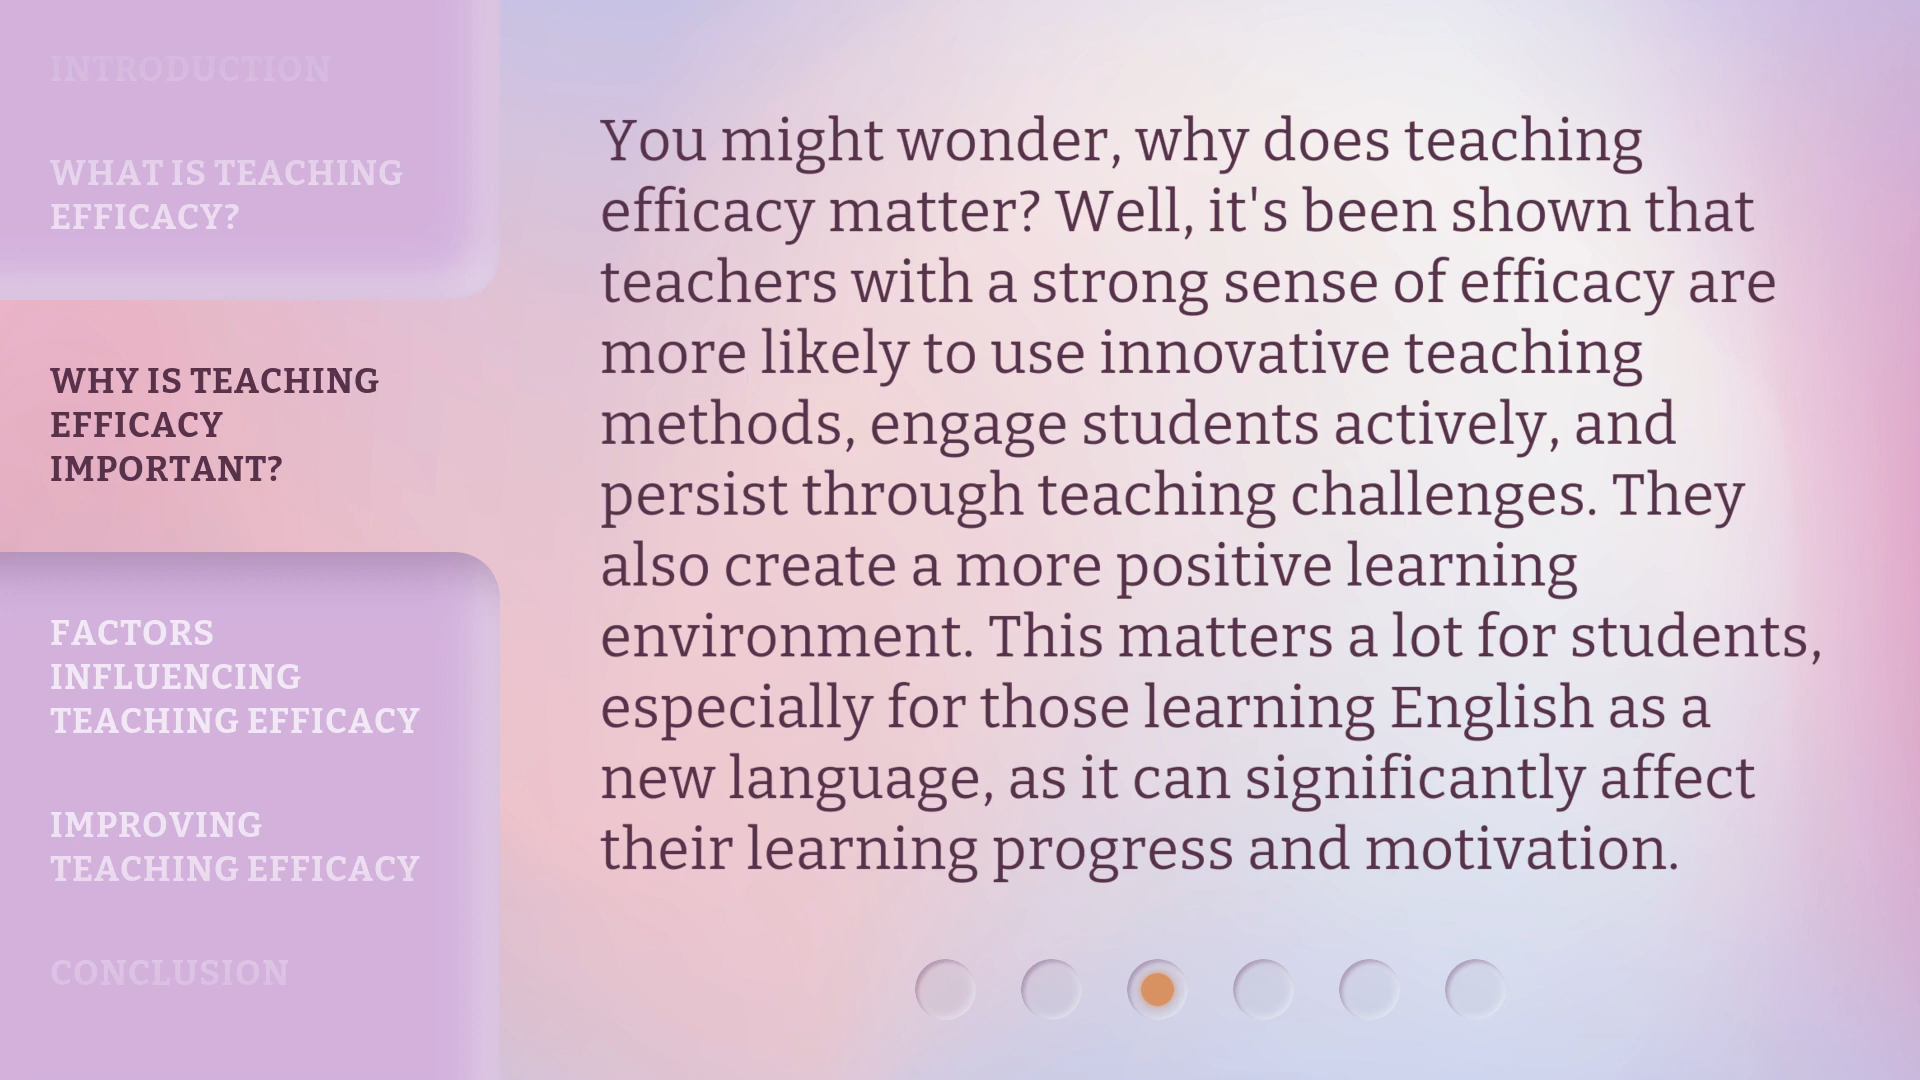 INTRODUCTION
WHAT IS TEACHING
EFFICACY?
WHY IS TEACHING
EFFICACY
IMPORTANT?
FACTORS
INFLUENCING
TEACHING EFFICACY
IMPROVING
TEACHING EFFICACY
CONCLUSION
You might wonder, why does teaching
efficacy matter? Well, it's been shown that
teachers with a strong sense of efficacy are
more likely to use innovative teaching
methods, engage students actively, and
persist through teaching challenges. They
also create a more positive learning
environment. This matters a lot for students,
especially for those learning English as a
new language, as it can significantly affect
their learning progress and motivation.